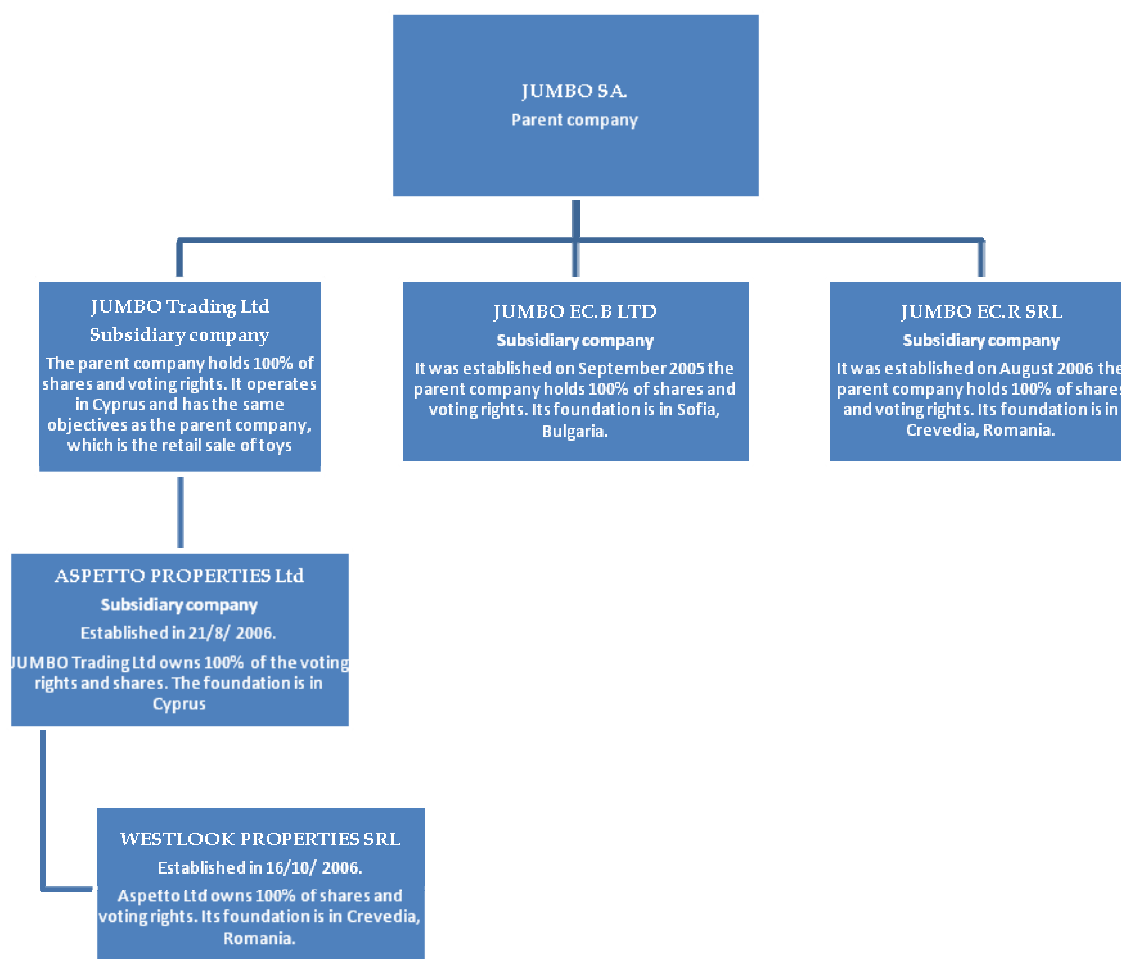 JUMBO SA.
Parent company
JUMBO Trading Ltd
Subsidiary company
The parent company holds 100% of
shares and voting rights. It operates
in Cyprus and has the same
objectives as the parent company,
which is the retail sale of toys
JUMBO EC.B LTD
Subsidiary company
It was established on September 2005 the
parent company holds 100% of shares and
voting rights. Its foundation is in Sofia,
Bulgaria.
JUMBO EC.R SRL
Subsidiary company
It was established on August 2006 the
parent company holds 100% of shares
and voting rights. Its foundation is in
Crevedia, Romania.
ASPETTO PROPERTIES Ltd
Subsidiary company
Established in 21/8/ 2006.
JUMBO Trading Ltd owns 100% of the voting
rights and shares. The foundation is in
Cyprus
WESTLOOK PROPERTIES SRL
Established in 16/10/ 2006.
Aspetto Ltd owns 100% of shares and
voting rights. Its foundation is in Crevedia,
Romania.